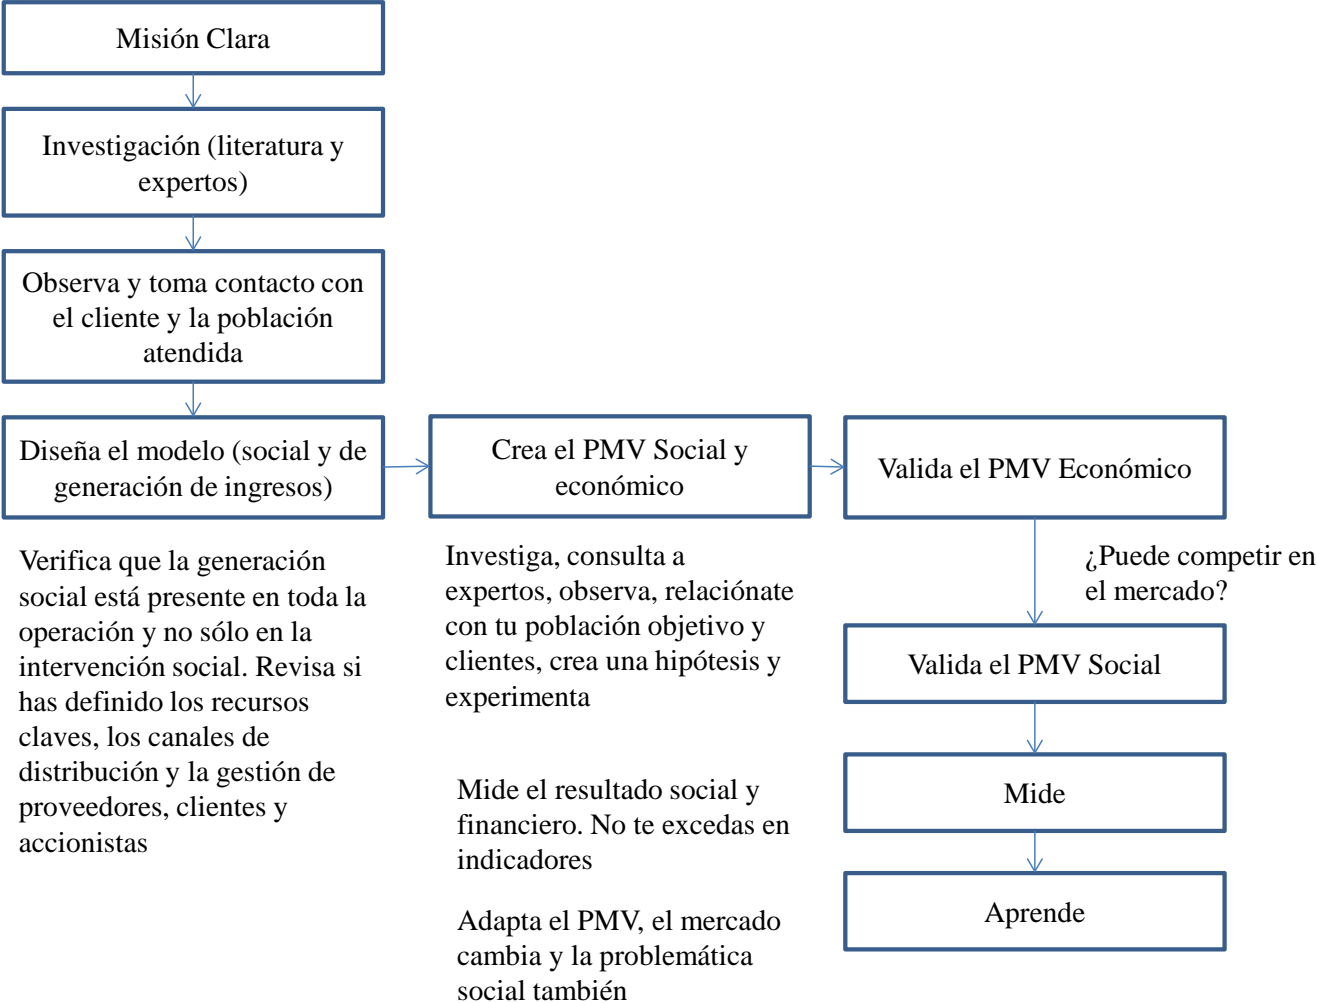 Misión Clara
Investigación (literatura y
expertos)
Observa y toma contacto con
el cliente y la población
atendida
Diseña el modelo (social y de
generación de ingresos)
Verifica que la generación
social está presente en toda la
operación y no sólo en la
intervención social. Revisa si
has definido los recursos
claves, los canales de
distribución y la gestión de
proveedores, clientes y
accionistas
Crea el PMV Social y
económico
Investiga, consulta a
expertos, observa, relaciónate
con tu población objetivo y
clientes, crea una hipótesis y
experimenta
Mide el resultado social y
financiero. No te excedas en
indicadores
Adapta el PMV, el mercado
cambia y la problemática
social también
Valida el PMV Económico
¿Puede competir en
el mercado?
Valida el PMV Social
Mide
Aprende